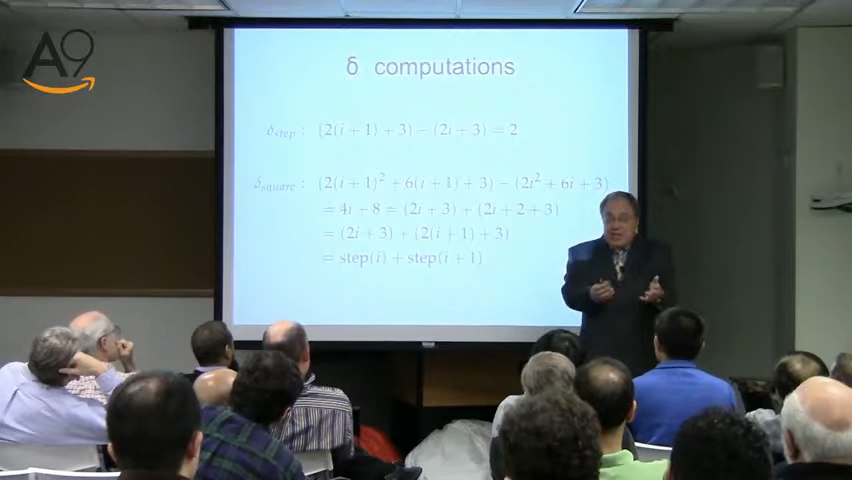 A9
δ computations
δstep : (2(i + 1) + 3) − (2i + 3) = 2
δsquare : (2(i + 1)² + 6(i + 1) + 3) − (2i² + 6i + 3)
= 4i + 8 = (2i + 3) + (2i + 2 + 3)
= (2i + 3) + (2(i + 1) + 3)
= step(i) + step(i + 1)